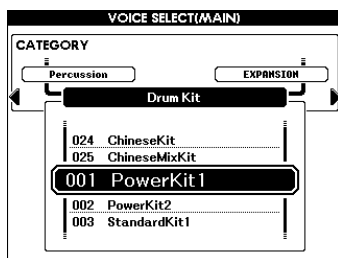 VOICE SELECT(MAIN)
CATEGORY
Percussion EXPANSION
Drum Kit
024 ChineseKit
025 ChineseMixKit
001 PowerKit1
002 PowerKit2
003 StandardKit1